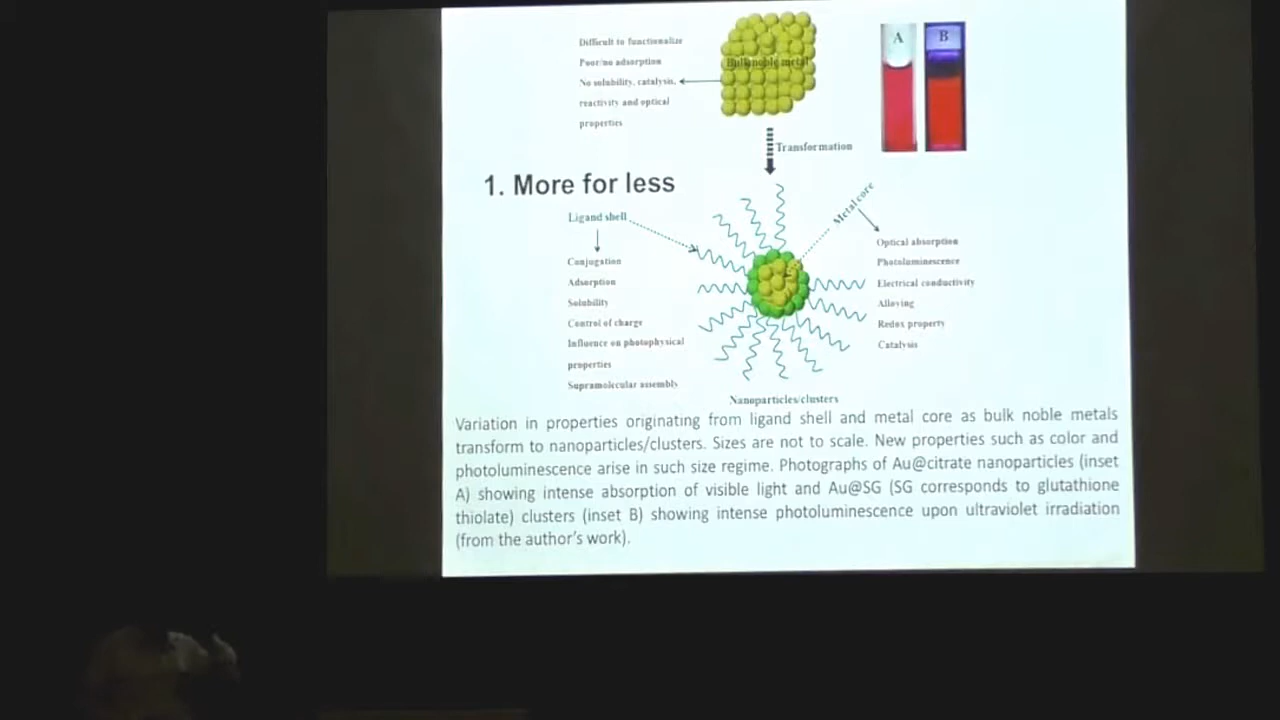 Difficult to functionalize
Poor/no adsorption
No solubility, catalysis,
reactivity and optical
properties
Bulk noble metal
A
B
Transformation
1. More for less
Metal core
Ligand shell
Conjugation
Adsorption
Solubility
Control of charge
Influence on photophysical
properties
Supramolecular assembly
Optical absorption
Photoluminescence
Electrical conductivity
Alloying
Redox property
Catalysis
Nanoparticles/clusters
Variation in properties originating from ligand shell and metal core as bulk noble metals
transform to nanoparticles/clusters. Sizes are not to scale. New properties such as color and
photoluminescence arise in such size regime. Photographs of Au@citrate nanoparticles (inset
A) showing intense absorption of visible light and Au@SG (SG corresponds to glutathione
thiolate) clusters (inset B) showing intense photoluminescence upon ultraviolet irradiation
(from the author's work).